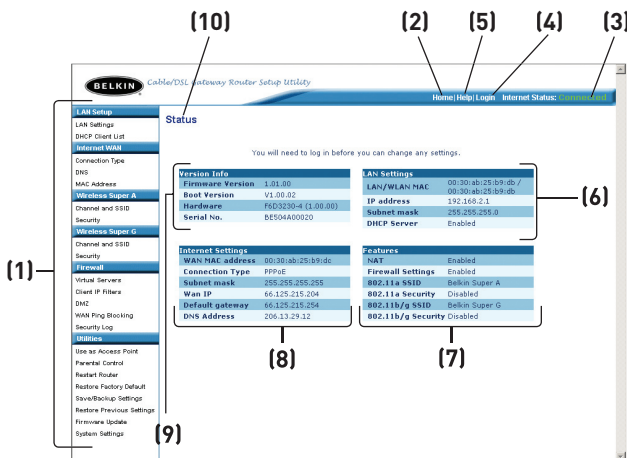 (10)
(2)
(5)
(4)
(3)
BELKIN
Cable/DSL Gateway Router Setup Utility
Home|Help|Login Internet Status: Connected
LAN Setup
LAN Settings
DHCP Client List
Internet WAN
Connection Type
DNS
MAC Address
Wireless Super A
Channel and SSID
Security
Wireless Super G
Channel and SSID
Security
Firewall
Virtual Servers
Client IP Filters
DMZ
WAN Ping Blocking
Security Log
Utilities
Use as Access Point
Parental Control
Restart Router
Restore Factory Default
Save/Backup Settings
Restore Previous Settings
Firmware Update
System Settings
(1)
Status
You will need to log in before you can change any settings.
Version Info
Firmware Version 1.01.00
Boot Version V1.00.02
Hardware F6D3230-4 (1.00.00)
Serial No. BE504A00020
(9)
LAN Settings
LAN/WLAN MAC 00:30:ab:25:b9:db /
00:30:ab:25:b9:db
IP address 192.168.2.1
Subnet mask 255.255.255.0
DHCP Server Enabled
(6)
Internet Settings
WAN MAC address 00:30:ab:25:b9:dc
Connection Type PPPoE
Subnet mask 255.255.255.255
Wan IP 66.125.215.204
Default gateway 66.125.215.254
DNS Address 206.13.29.12
(8)
Features
NAT Enabled
Firewall Settings Enabled
802.11a SSID Belkin Super A
802.11a Security Disabled
802.11b/g SSID Belkin Super G
802.11b/g Security Disabled
(7)